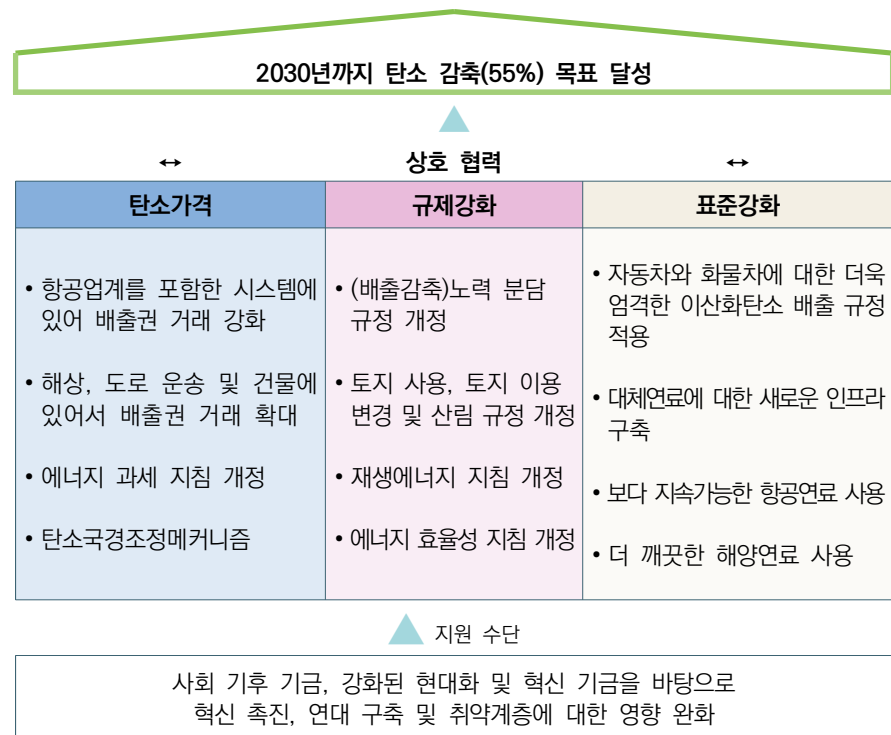 2030년까지 탄소 감축(55%) 목표 달성
↔ 상호 협력 ↔
탄소가격
• 항공업계를 포함한 시스템에
있어 배출권 거래 강화
• 해상, 도로 운송 및 건물에
있어서 배출권 거래 확대
• 에너지 과세 지침 개정
• 탄소국경조정메커니즘
규제강화
• (배출감축)노력 분담
규정 개정
• 토지 사용, 토지 이용
변경 및 산림 규정 개정
• 재생에너지 지침 개정
• 에너지 효율성 지침 개정
표준강화
• 자동차와 화물차에 대한 더욱
엄격한 이산화탄소 배출 규정
적용
• 대체연료에 대한 새로운 인프라
구축
• 보다 지속가능한 항공연료 사용
• 더 깨끗한 해양연료 사용
지원 수단
사회 기후 기금, 강화된 현대화 및 혁신 기금을 바탕으로
혁신 촉진, 연대 구축 및 취약계층에 대한 영향 완화